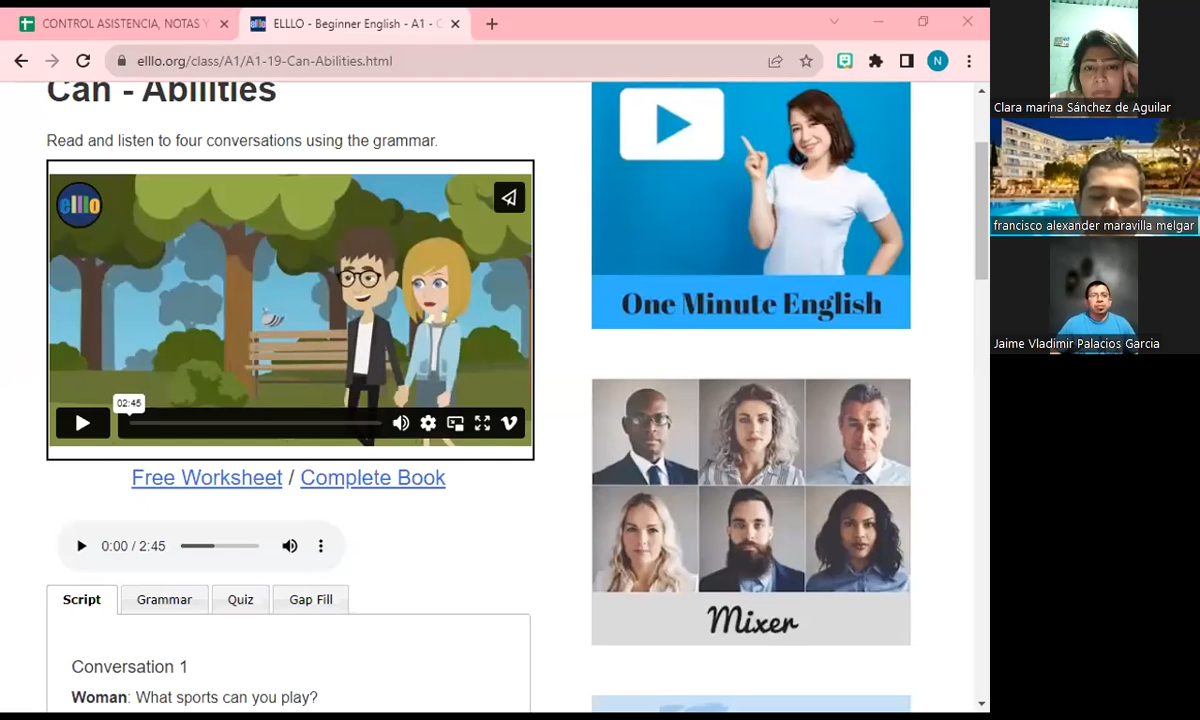 CONTROL ASISTENCIA, NOTAS Y
ELLLO - Beginner English - A1 - C
elllo.org/class/A1/A1-19-Can-Abilities.html
N
Can - Abilities
Read and listen to four conversations using the grammar.
elllo
02:45
Free Worksheet / Complete Book
0:00 / 2:45
Script
Grammar
Quiz
Gap Fill
Conversation 1
Woman: What sports can you play?
One Minute English
Mixer
Clara marina Sánchez de Aguilar
francisco alexander maravilla melgar
Jaime Vladimir Palacios Garcia